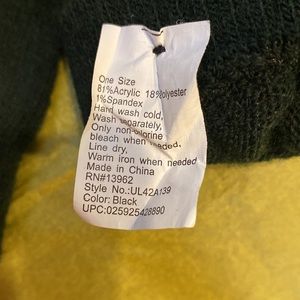 One Size
81%Acrylic 18%Polyester
1%Spandex
Hand wash cold,
Wash separately,
Only non-chlorine
bleach when needed,
Line dry.
Warm iron when needed
Made in China
RN#13962
Style No.:UL42A139
Color: Black
UPC:025925428890